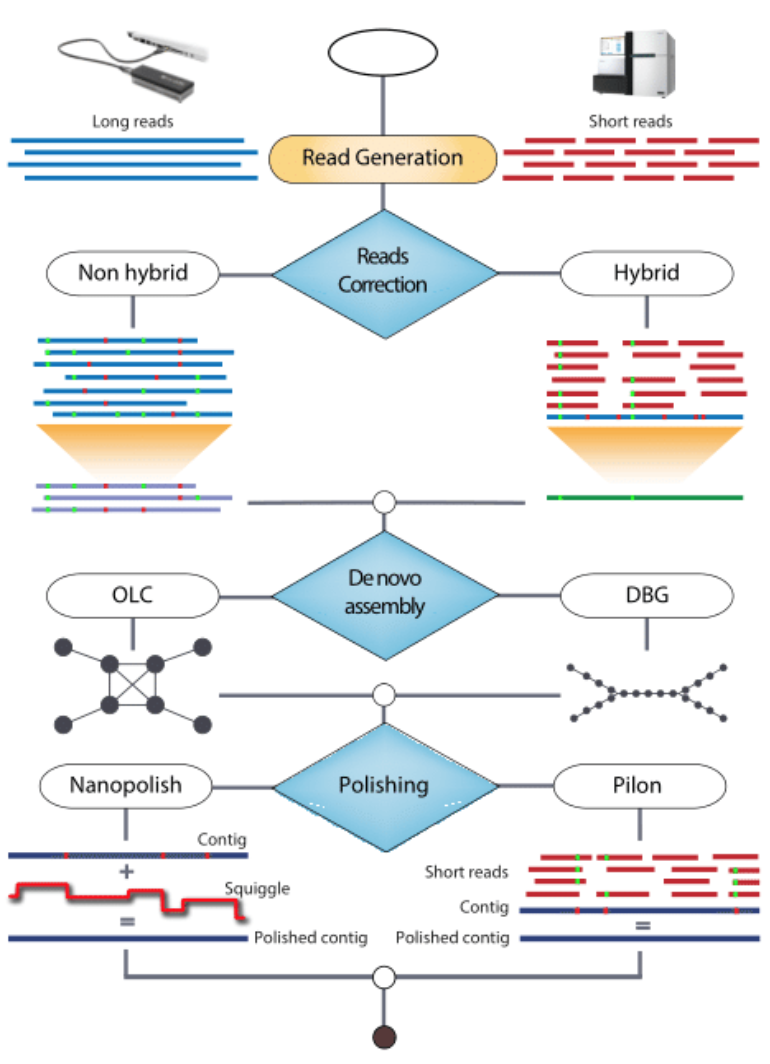 Long reads
Short reads
Read Generation
Reads
Correction
Non hybrid
Hybrid
De novo
assembly
OLC
DBG
Polishing
Nanopolish
Pilon
Contig
+
Squiggle
=
Polished contig
Short reads
Contig
=
Polished contig